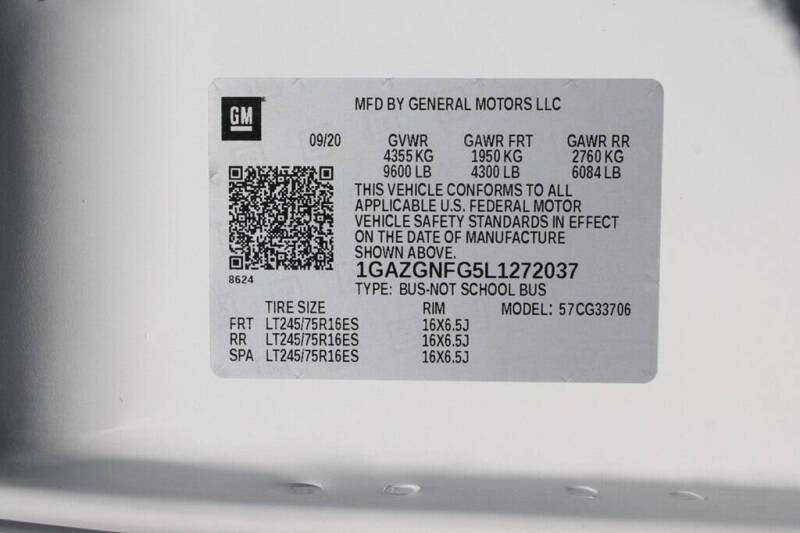 GM
MFD BY GENERAL MOTORS LLC
09/20 GVWR GAWR FRT GAWR RR
4355 KG 1950 KG 2760 KG
9600 LB 4300 LB 6084 LB
THIS VEHICLE CONFORMS TO ALL
APPLICABLE U.S. FEDERAL MOTOR
VEHICLE SAFETY STANDARDS IN EFFECT
ON THE DATE OF MANUFACTURE
SHOWN ABOVE.
8624
1GAZGNFG5L1272037
TYPE: BUS-NOT SCHOOL BUS
TIRE SIZE RIM MODEL: 57CG33706
FRT LT245/75R16ES 16X6.5J
RR LT245/75R16ES 16X6.5J
SPA LT245/75R16ES 16X6.5J